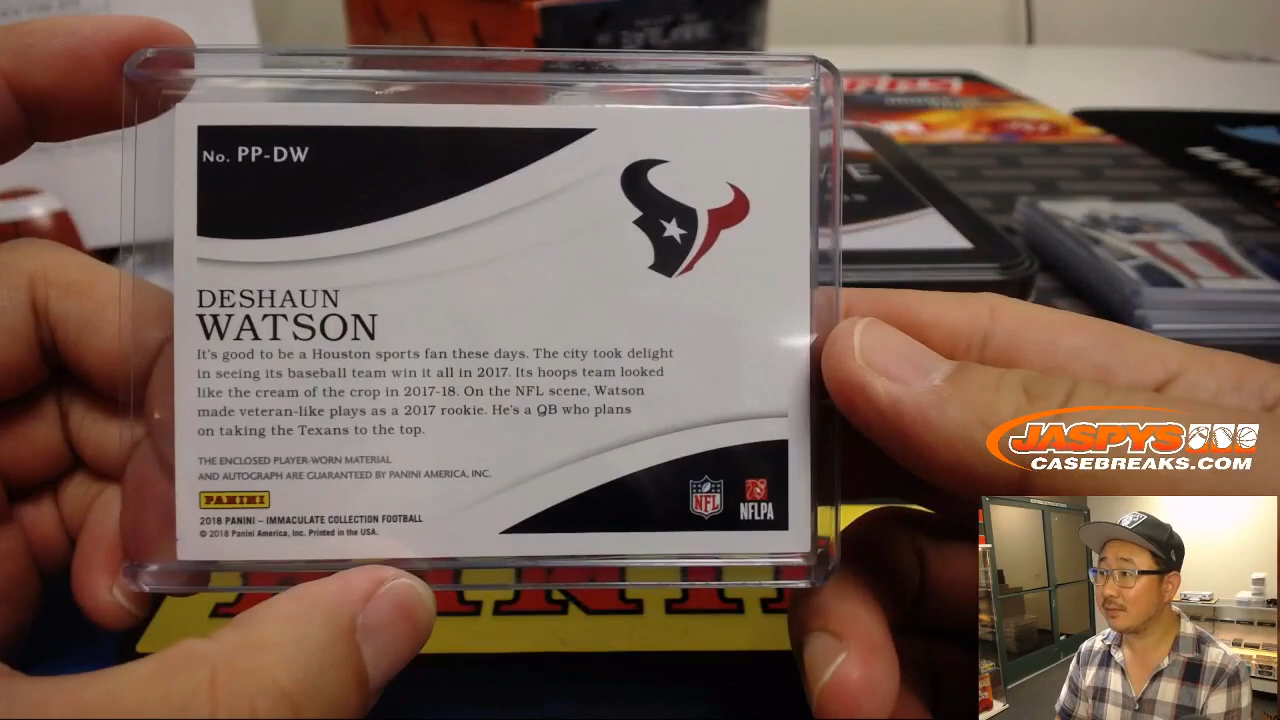 No. PP-DW
DESHAUN
WATSON
It's good to be a Houston sports fan these days. The city took delight
in seeing its baseball team win it all in 2017. Its hoops team looked
like the cream of the crop in 2017-18. On the NFL scene, Watson
made veteran-like plays as a 2017 rookie. He's a QB who plans
on taking the Texans to the top.
THE ENCLOSED PLAYER-WORN MATERIAL
AND AUTOGRAPH ARE GUARANTEED BY PANINI AMERICA, INC.
PANINI
2018 PANINI – IMMACULATE COLLECTION FOOTBALL
© 2018 Panini America, Inc. Printed in the USA.
NFL
NFLPA
PANINI
JASPYS
CASEBREAKS.COM